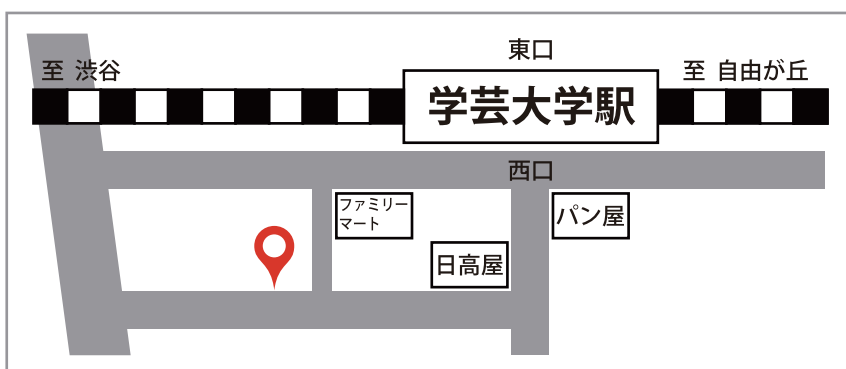 東口
至 渋谷
至 自由が丘
学芸大学駅
西口
ファミリー
マート
パン屋
日高屋